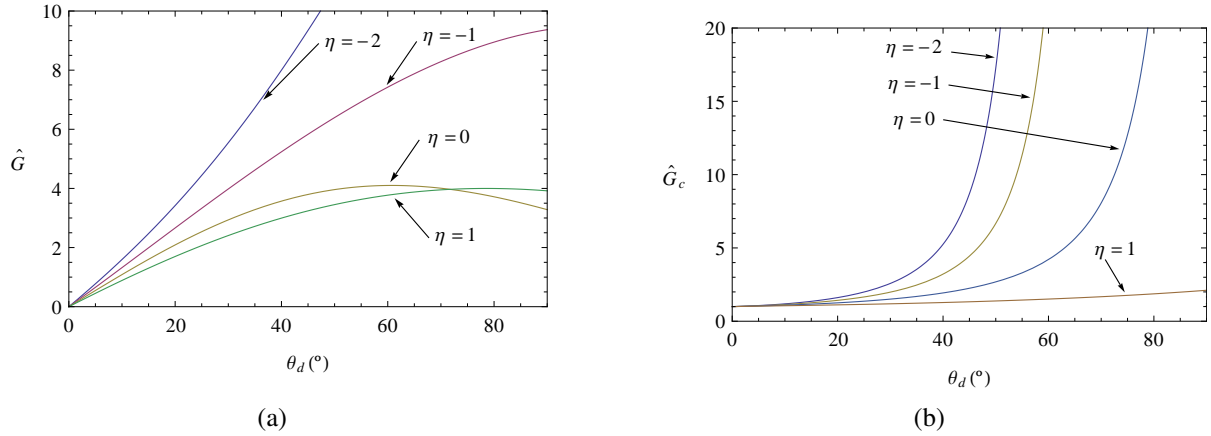 10
8
6
4
2
0
Ĝ
η = −2
η = −1
η = 0
η = 1
0 20 40 60 80
θd (º)
(a)
20
15
10
5
0
Ĝc
η = −2
η = −1
η = 0
η = 1
0 20 40 60 80
θd (º)
(b)